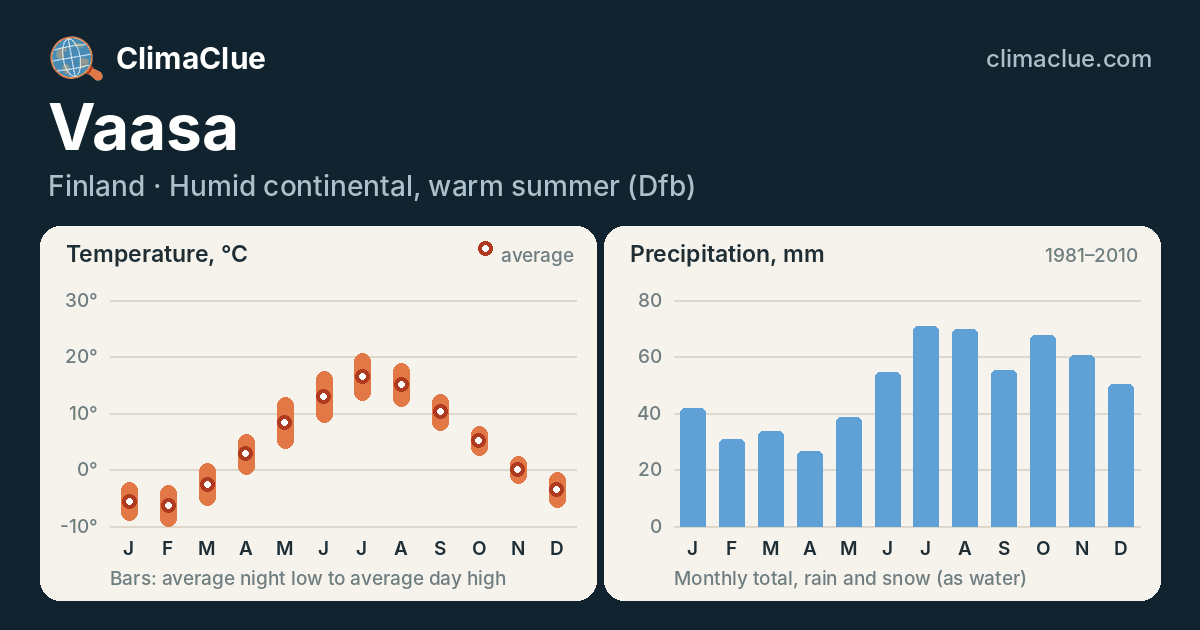 ClimaClue
climaclue.com
Vaasa
Finland · Humid continental, warm summer (Dfb)
Temperature, °C
average
30°
20°
10°
0°
-10°
J F M A M J J A S O N D
Bars: average night low to average day high
Precipitation, mm
1981–2010
80
60
40
20
0
J F M A M J J A S O N D
Monthly total, rain and snow (as water)